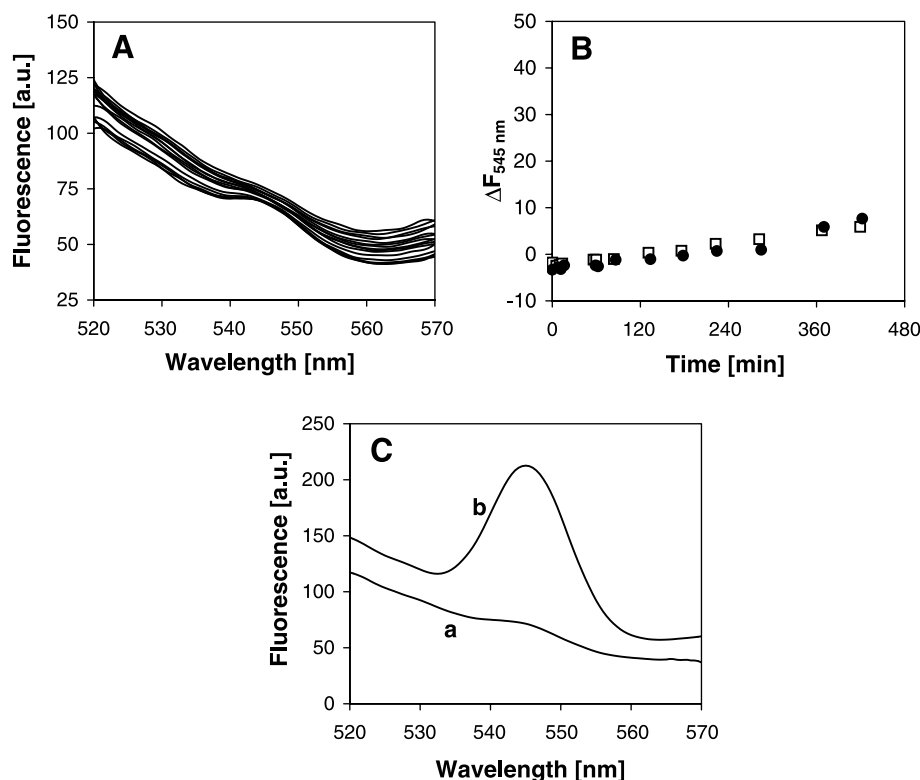 A
Fluorescence [a.u.]
150
125
100
75
50
25
520 530 540 550 560 570
Wavelength [nm]
B
ΔF545 nm
50
40
30
20
10
0
-10
0 120 240 360 480
Time [min]
C
Fluorescence [a.u.]
250
200
150
100
50
0
b
a
520 530 540 550 560 570
Wavelength [nm]